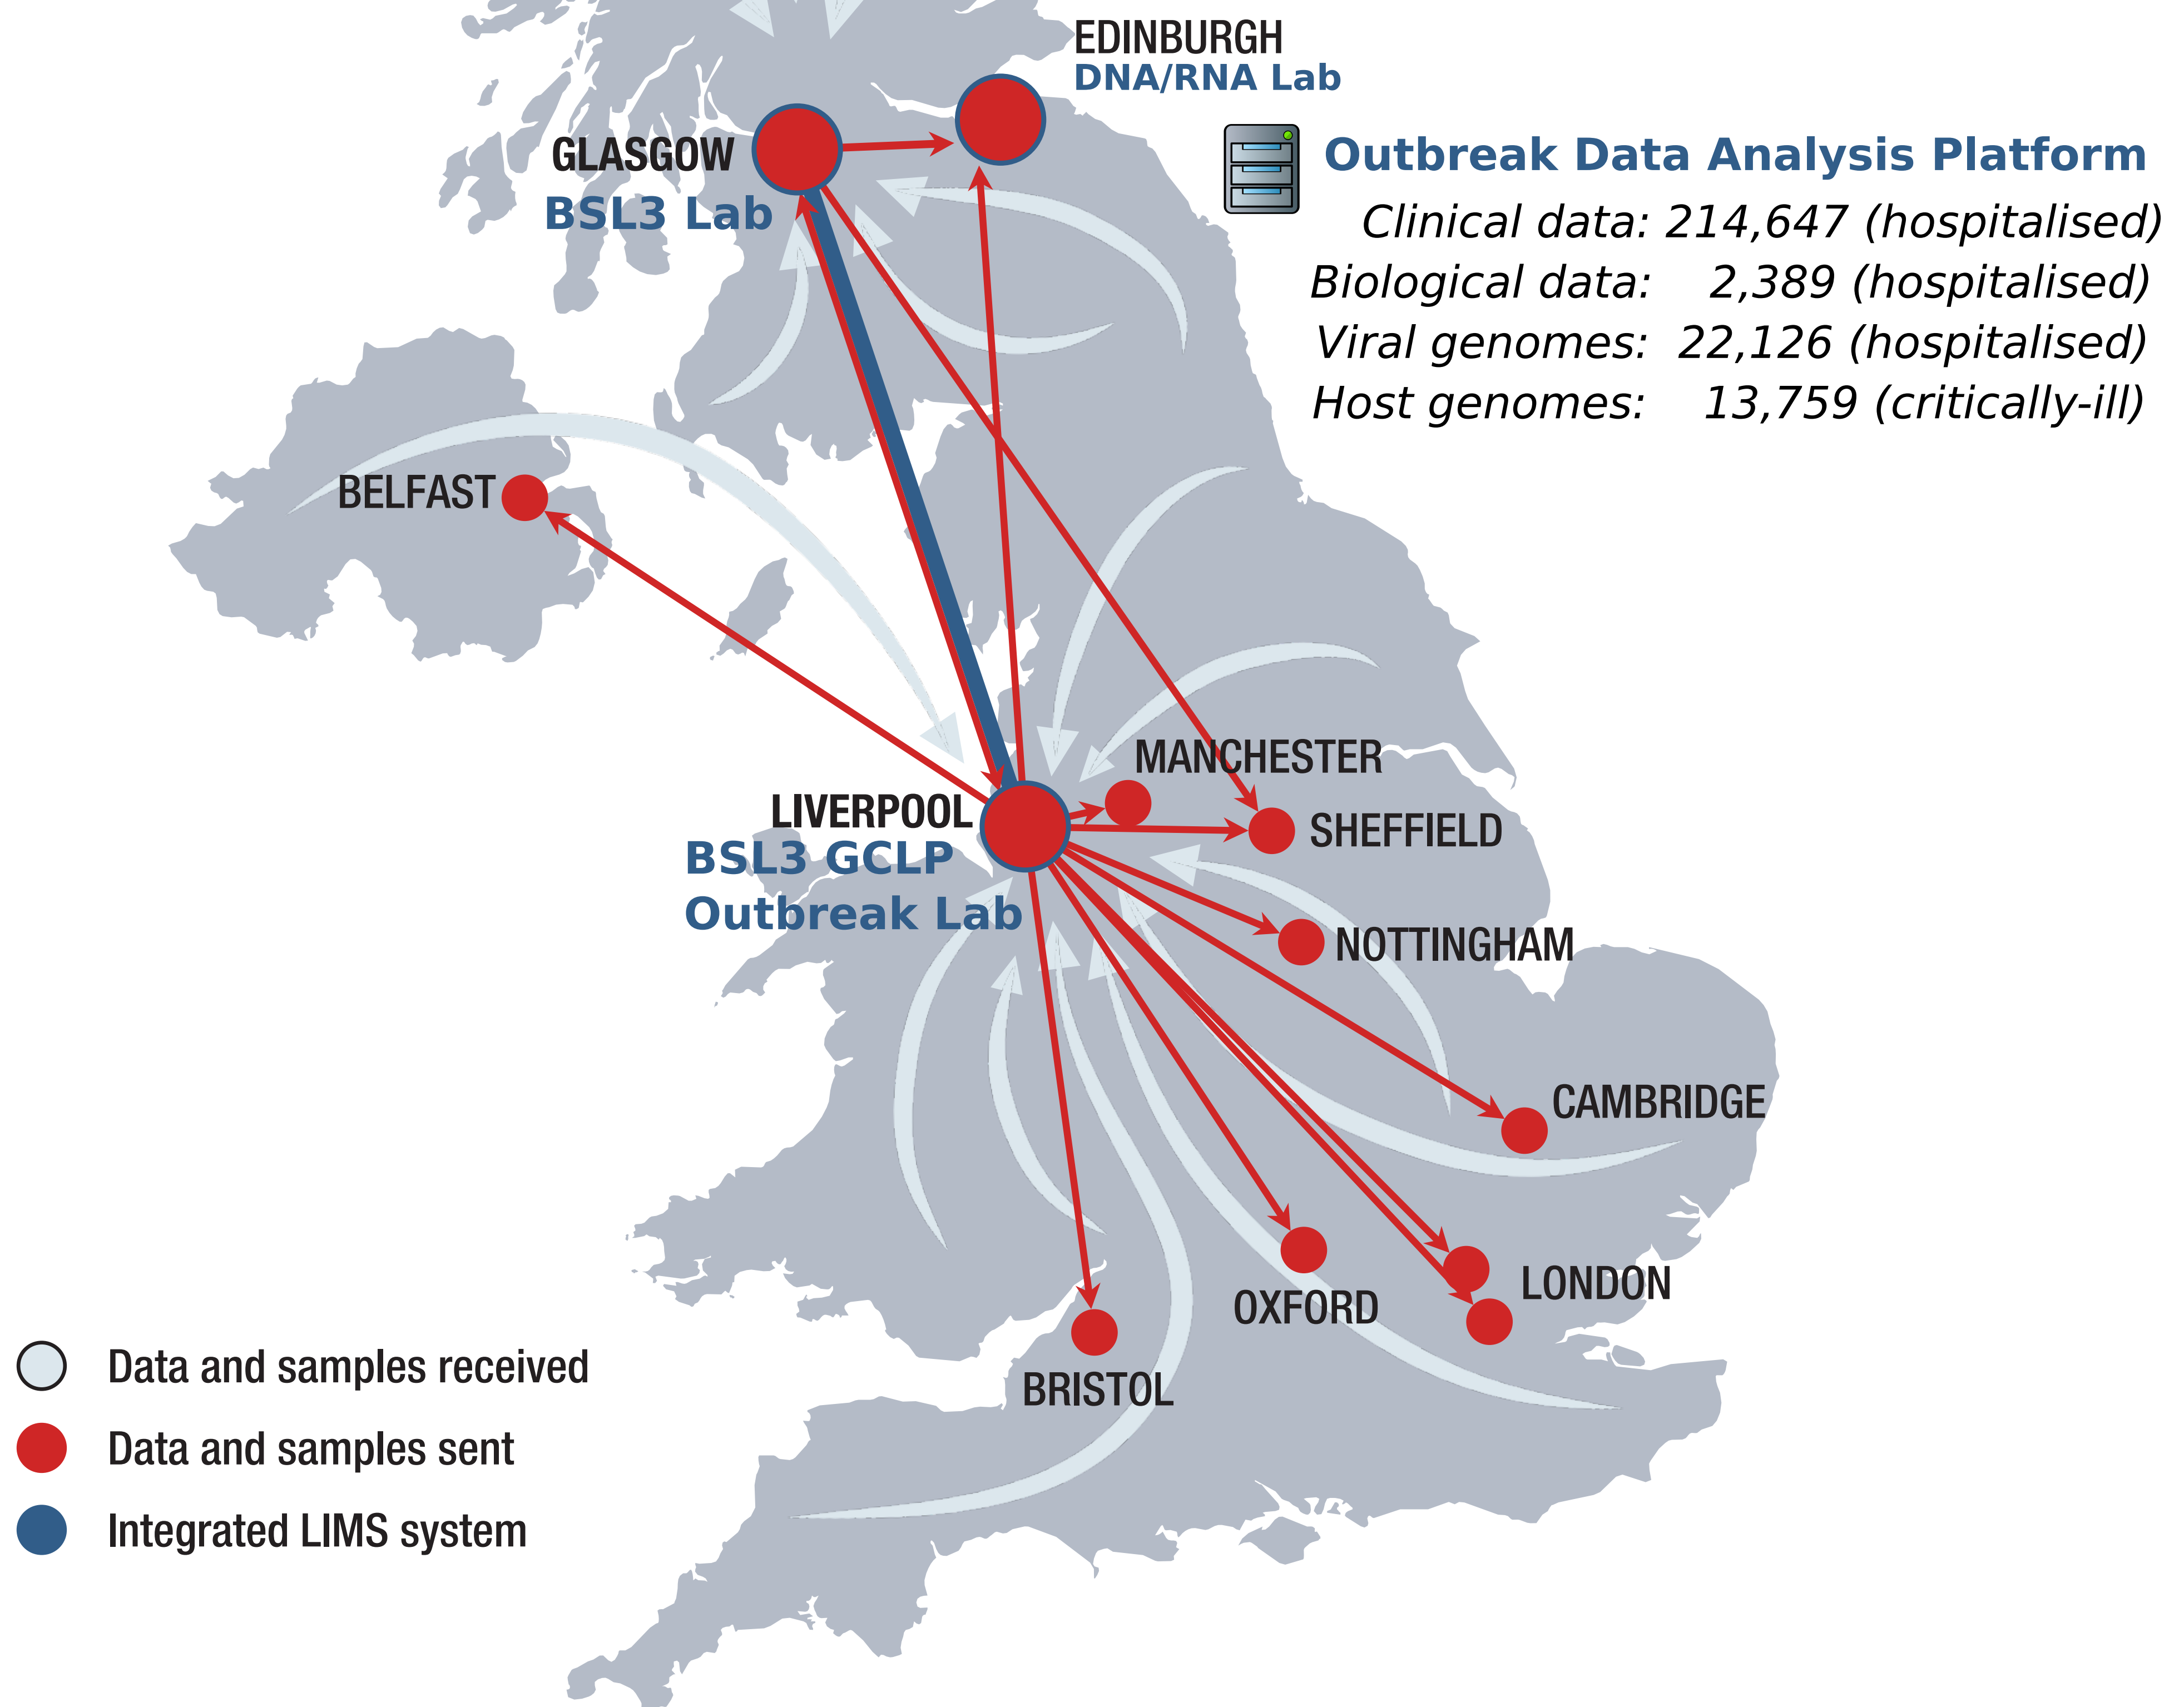 EDINBURGH
DNA/RNA Lab
GLASGOW
BSL3 Lab
Outbreak Data Analysis Platform
Clinical data: 214,647 (hospitalised)
Biological data: 2,389 (hospitalised)
Viral genomes: 22,126 (hospitalised)
Host genomes: 13,759 (critically-ill)
BELFAST
MANCHESTER
LIVERPOOL
BSL3 GCLP
Outbreak Lab
SHEFFIELD
NOTTINGHAM
CAMBRIDGE
LONDON
OXFORD
BRISTOL
Data and samples received
Data and samples sent
Integrated LIMS system